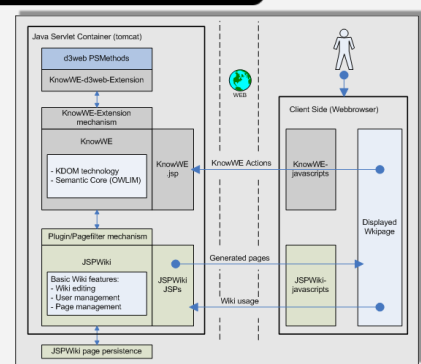 Java Servlet Container (tomcat)
d3web PSMethods
KnowWE-d3web-Extension
KnowWE-Extension
mechanism
KnowWE
- KDOM technology
- Semantic Core (OWLIM)
KnowWE
.jsp
Plugin/Pagefilter mechanism
JSPWiki
Basic Wiki features:
- Wiki editing
- User management
- Page management
JSPWiki
JSPs
JSPWiki page persistence
WEB
KnowWE Actions
Generated pages
Wiki usage
Client Side (Webbrowser)
KnowWE-
javascripts
JSPWiki-
javascripts
Displayed
Wkipage